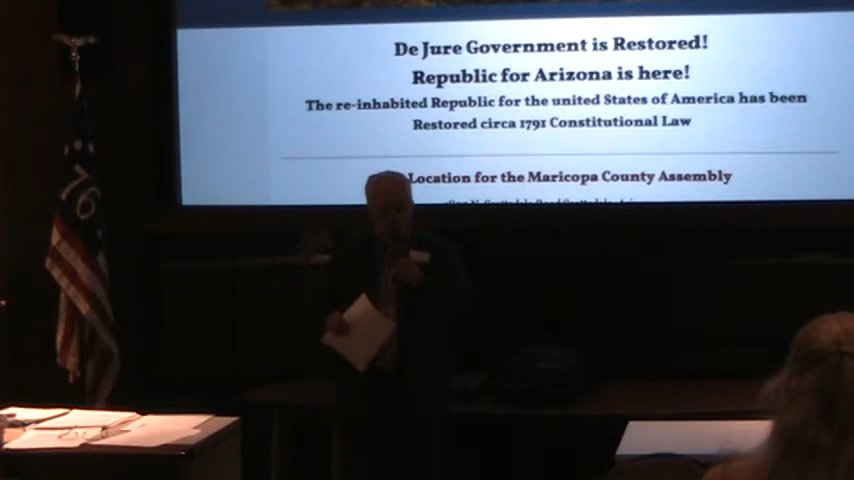 De Jure Government is Restored!
Republic for Arizona is here!
The re-inhabited Republic for the united States of America has been
Restored circa 1791 Constitutional Law
Location for the Maricopa County Assembly
76